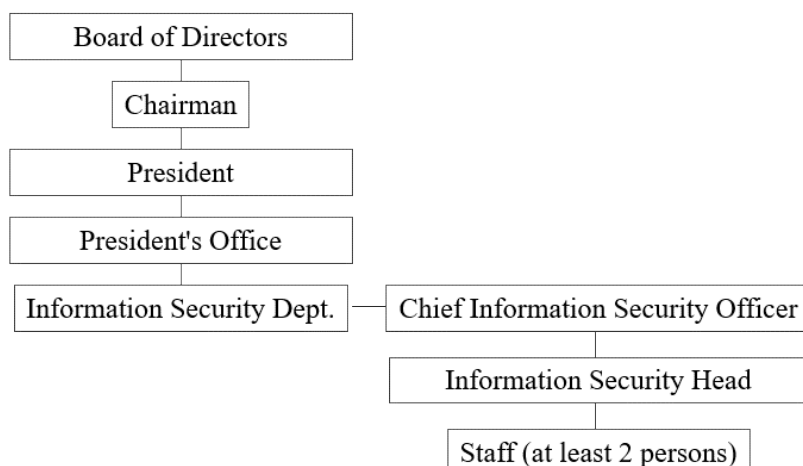 Board of Directors
Chairman
President
President's Office
Information Security Dept.
Chief Information Security Officer
Information Security Head
Staff (at least 2 persons)